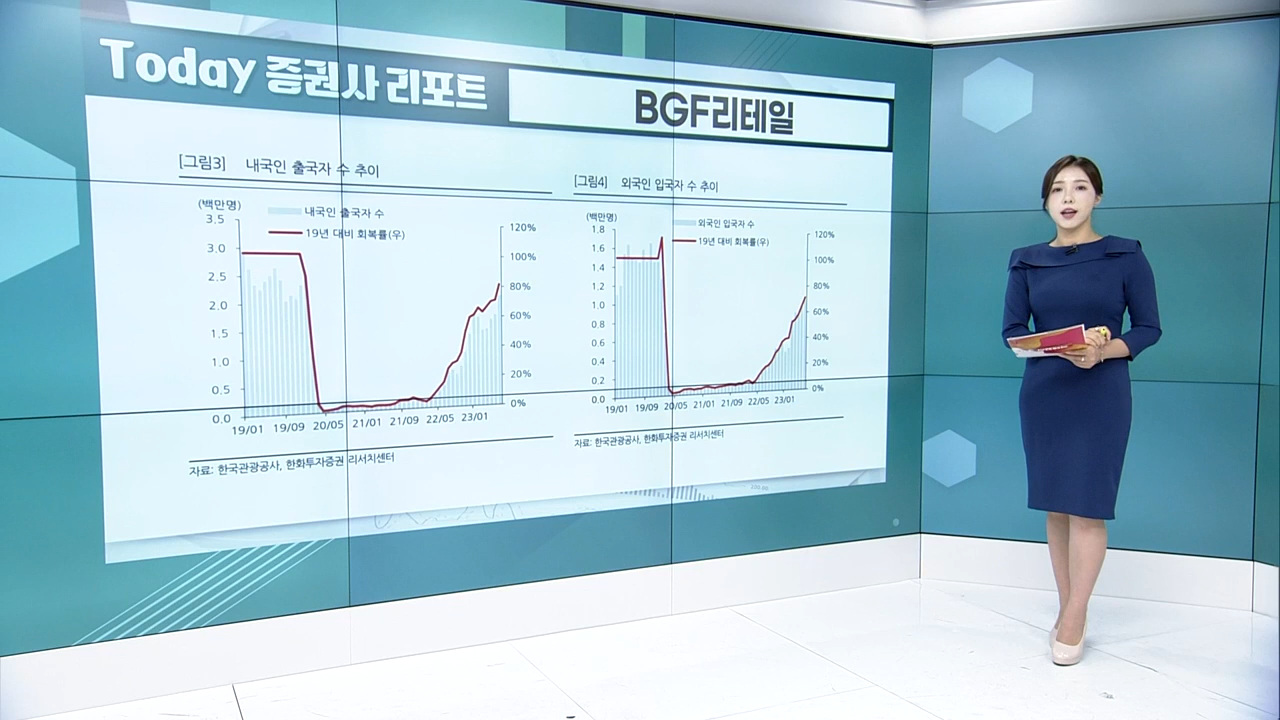 Today 증권사 리포트
BGF리테일
[그림3] 내국인 출국자 수 추이
(백만명)
내국인 출국자 수
19년 대비 회복률(우)
3.5
3.0
2.5
2.0
1.5
1.0
0.5
0.0
120%
100%
80%
60%
40%
20%
0%
19/01 19/09 20/05 21/01 21/09 22/05 23/01
자료: 한국관광공사, 한화투자증권 리서치센터
[그림4] 외국인 입국자 수 추이
(백만명)
외국인 입국자 수
19년 대비 회복률(우)
1.8
1.6
1.4
1.2
1.0
0.8
0.6
0.4
0.2
0.0
120%
100%
80%
60%
40%
20%
0%
19/01 19/09 20/05 21/01 21/09 22/05 23/01
자료: 한국관광공사, 한화투자증권 리서치센터